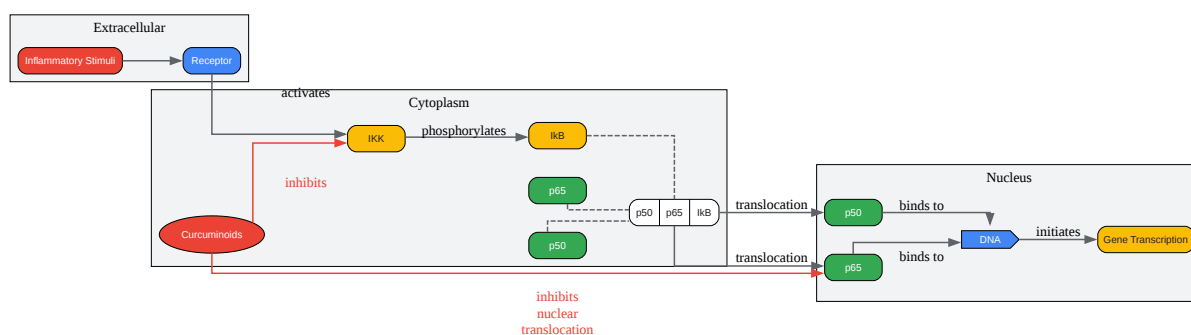 Extracellular
Inflammatory Stimuli
Receptor
activates
Cytoplasm
IKK
phosphorylates
IkB
inhibits
p65
p50
p50 p65 IkB
Curcuminoids
translocation
translocation
inhibits
nuclear
translocation
Nucleus
p50
binds to
DNA
initiates
Gene Transcription
p65
binds to